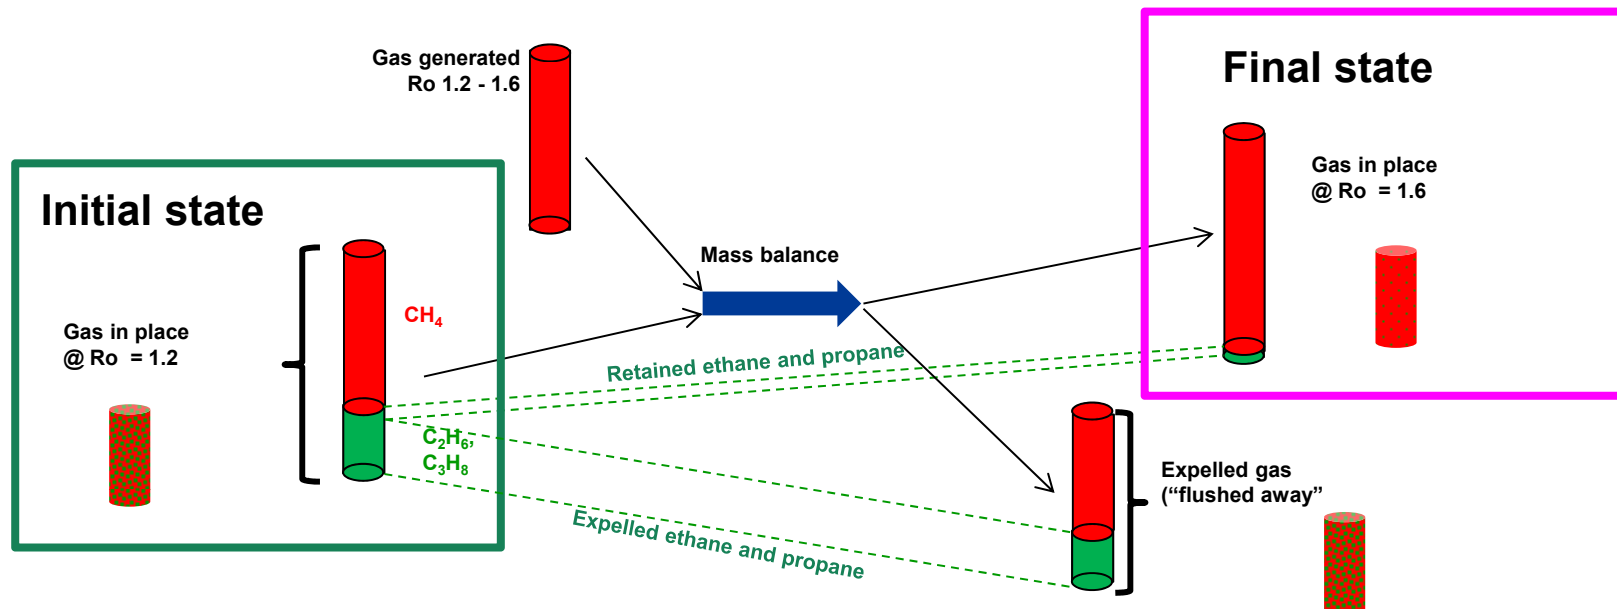 Gas generated
Ro 1.2 - 1.6
Final state
Gas in place
@ Ro  = 1.6
Initial state
Mass balance
CH₄
Gas in place
@ Ro  = 1.2
Retained ethane and propane
C₂H₆,
C₃H₈
Expelled gas
(“flushed away”
Expelled ethane and propane